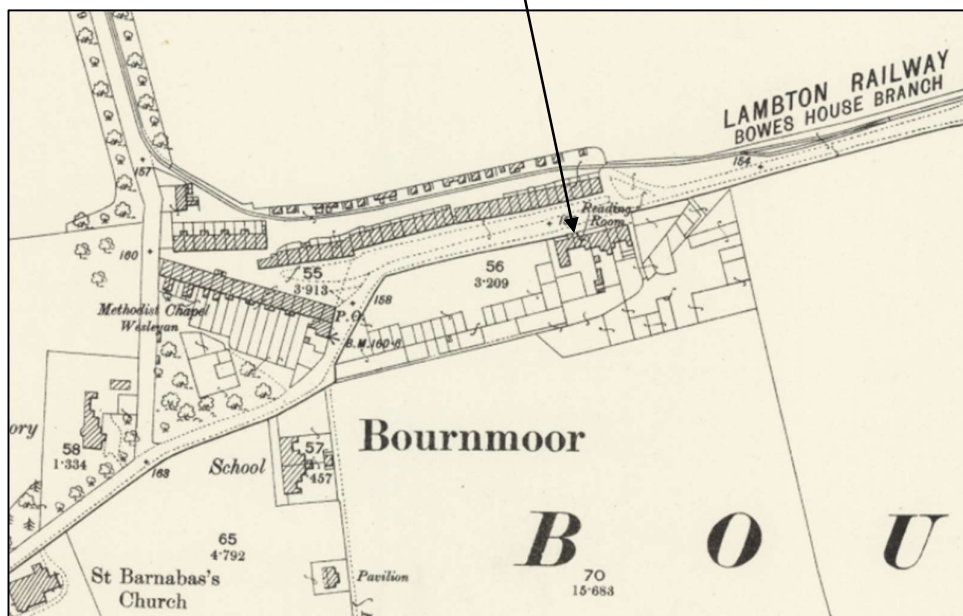 LAMBTON RAILWAY
BOWES HOUSE BRANCH
157
154
Reading
Room
160
55
3·913
56
3·209
158
Methodist Chapel
Wesleyan
P.O.
B.M.160·6
Bournmoor
ory
58
1·334
163
School
57
·457
65
4·792
B O U
70
15·683
St Barnabas's
Church
Pavilion